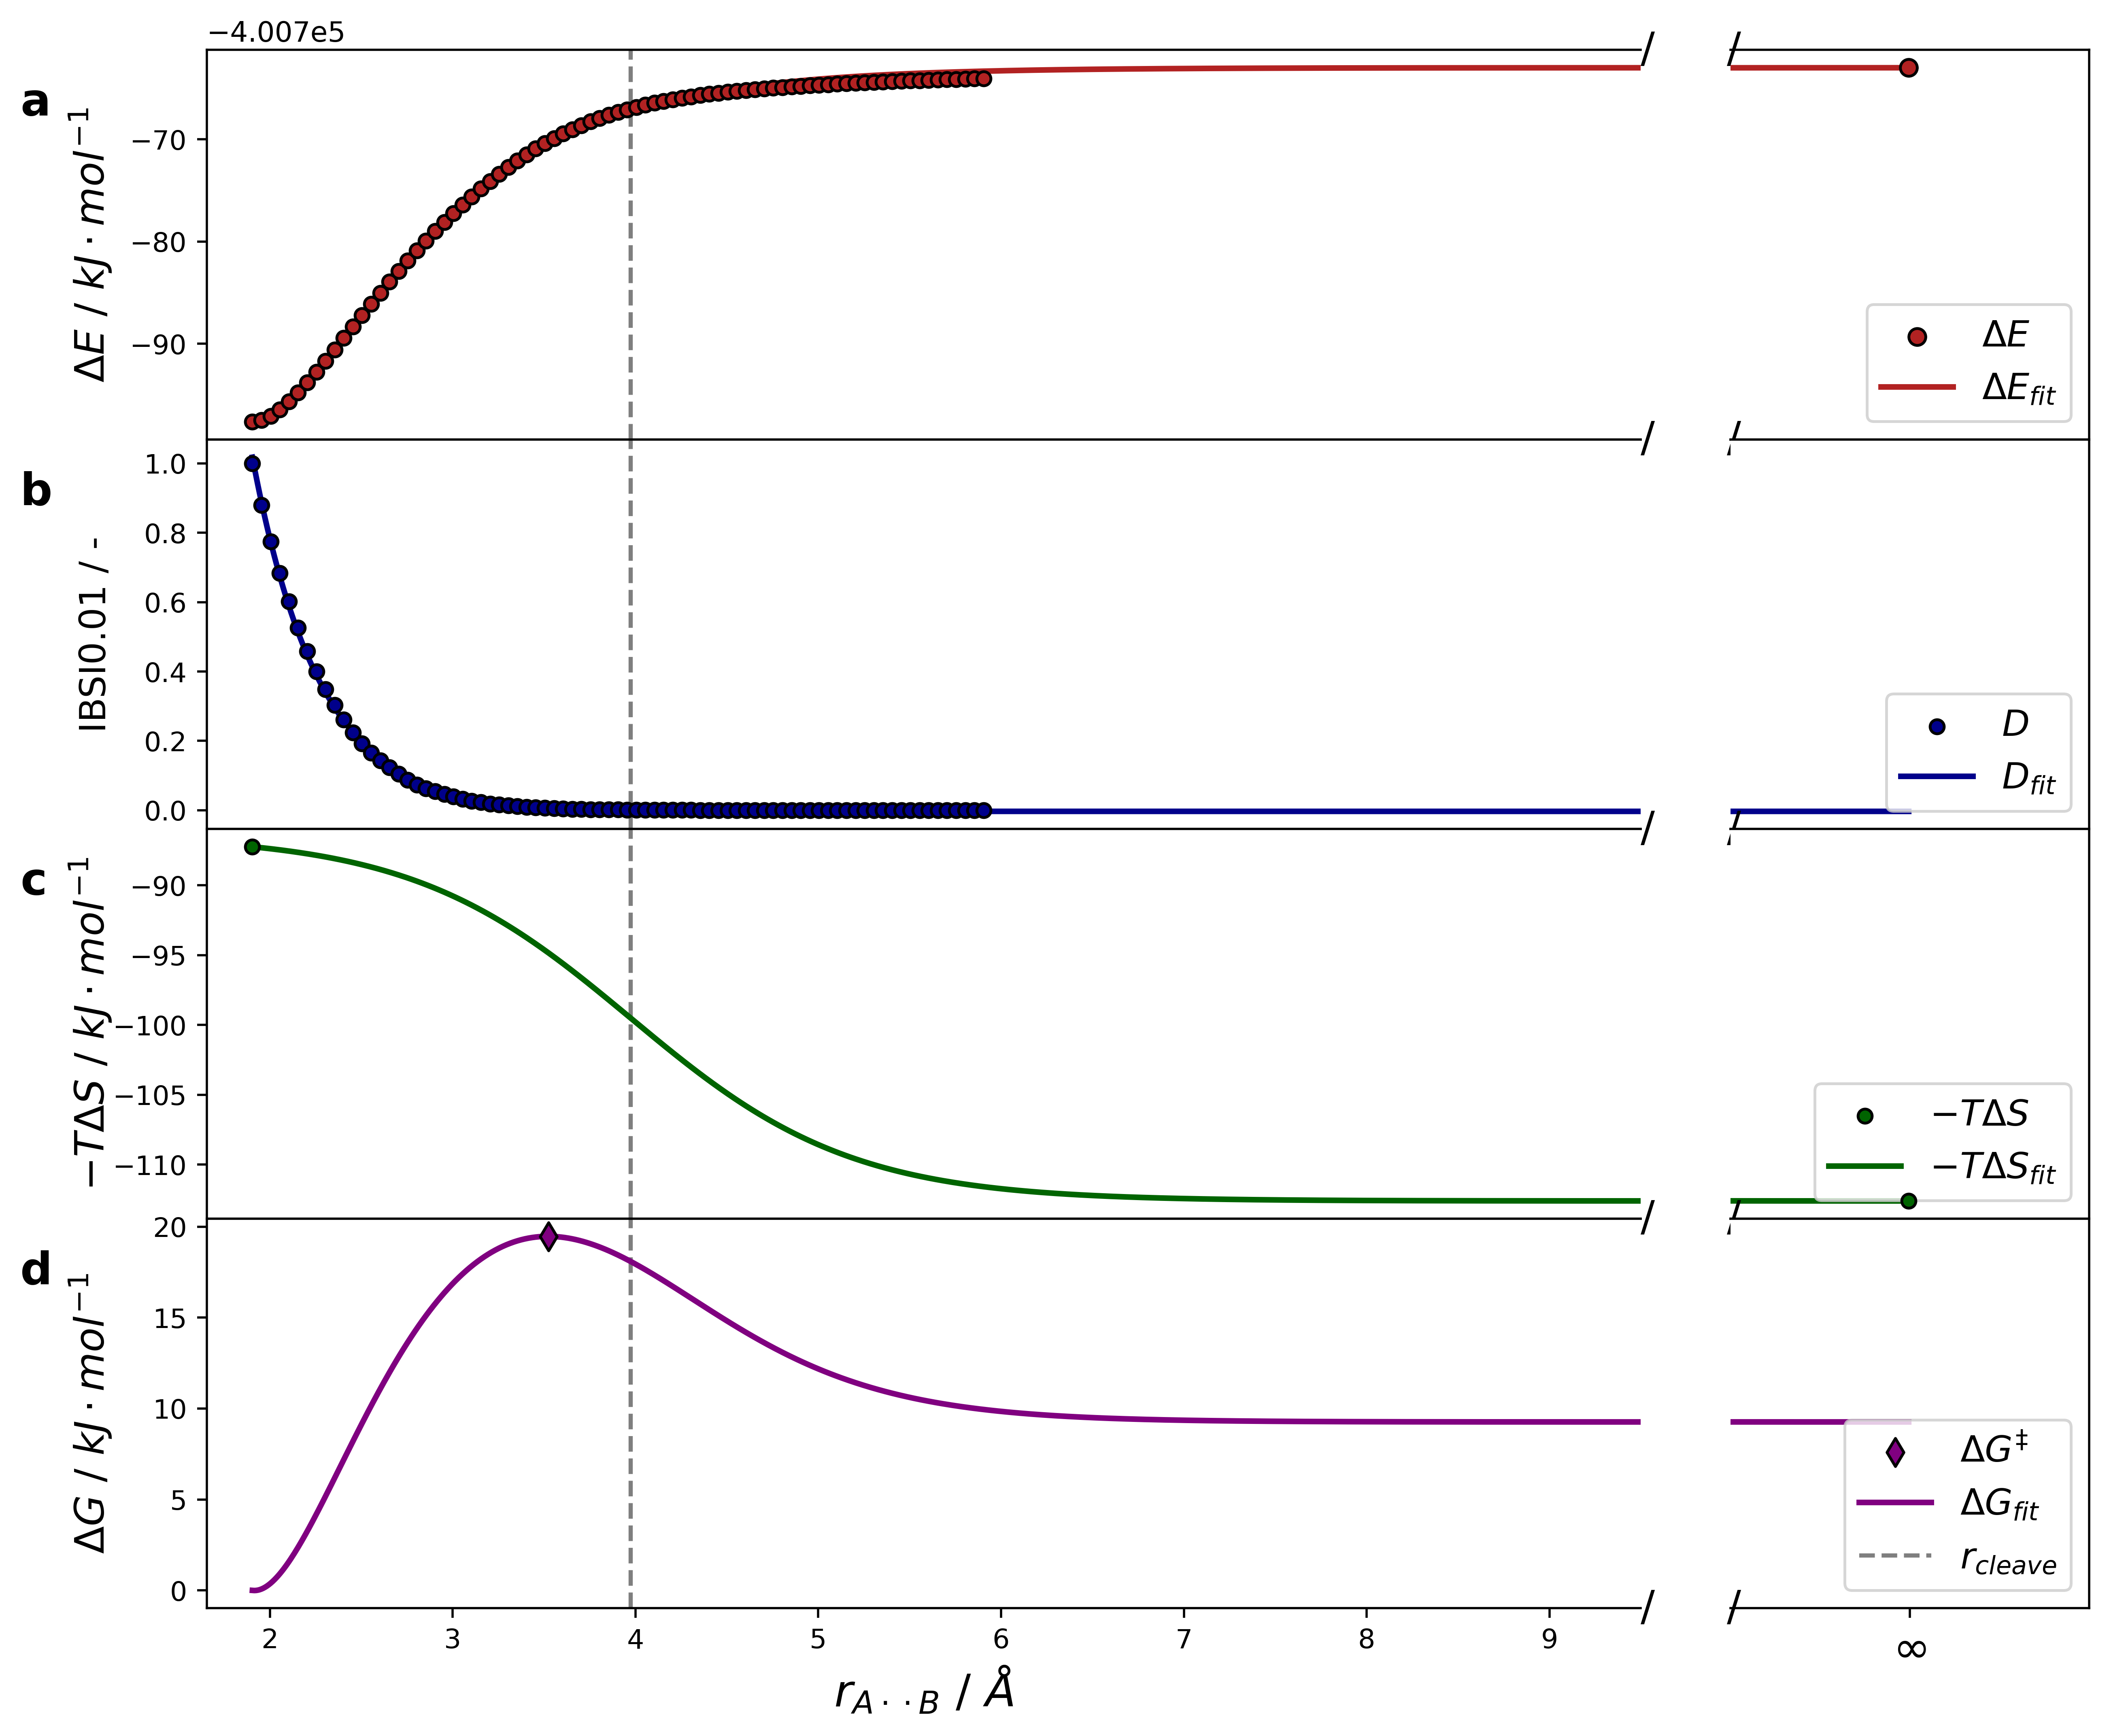 −4.007e5
a
ΔE / kJ · mol⁻¹
−70
−80
−90
ΔE
ΔE_fit
b
IBSI0.01 / -
1.0
0.8
0.6
0.4
0.2
0.0
D
D_fit
c
−TΔS / kJ · mol⁻¹
−90
−95
−100
−105
−110
−TΔS
−TΔS_fit
d
ΔG / kJ · mol⁻¹
20
15
10
5
0
ΔG‡
ΔG_fit
r_cleave
2 3 4 5 6 7 8 9 ∞
r_A··B / Å